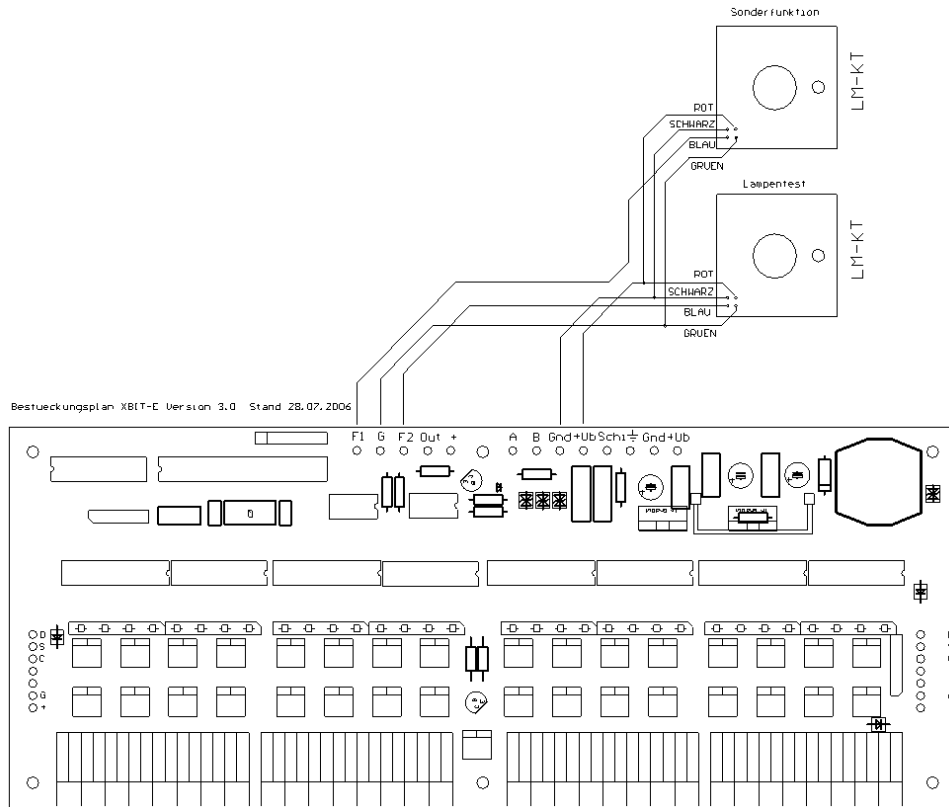 Sonderfunktion
LM-KT
ROT
SCHWARZ
BLAU
GRUEN
Lampentest
LM-KT
ROT
SCHWARZ
BLAU
GRUEN
Bestueckungsplan XBIT-E Version 3.0 Stand 28.07.2006
F1 G F2 Out + A B Gnd +Ub Schi Gnd +Ub
D
S
C
G
+